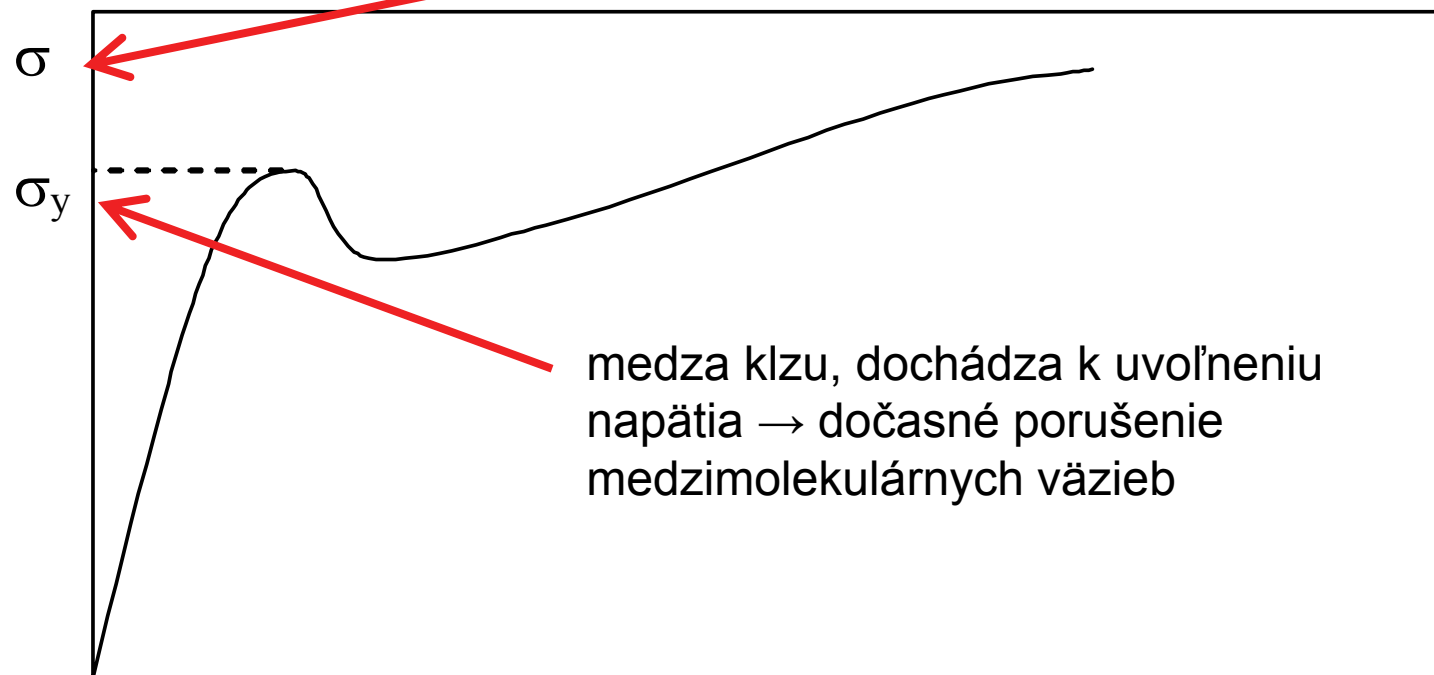 σ
σy
medza klzu, dochádza k uvoľneniu
napätia → dočasné porušenie
medzimolekulárnych väzieb